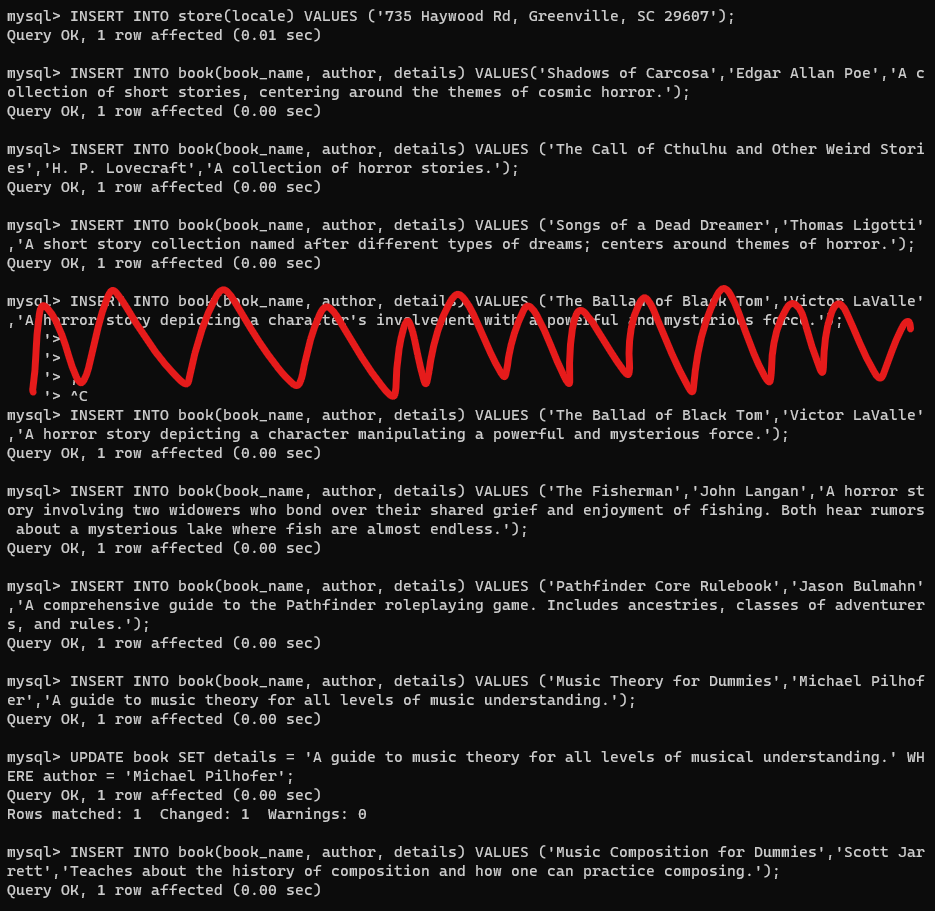 mysql> INSERT INTO store(locale) VALUES ('735 Haywood Rd, Greenville, SC 29607');
Query OK, 1 row affected (0.01 sec)
mysql> INSERT INTO book(book_name, author, details) VALUES('Shadows of Carcosa','Edgar Allan Poe','A c
ollection of short stories, centering around the themes of cosmic horror.');
Query OK, 1 row affected (0.00 sec)
mysql> INSERT INTO book(book_name, author, details) VALUES ('The Call of Cthulhu and Other Weird Stori
es','H. P. Lovecraft','A collection of horror stories.');
Query OK, 1 row affected (0.00 sec)
mysql> INSERT INTO book(book_name, author, details) VALUES ('Songs of a Dead Dreamer','Thomas Ligotti'
,'A short story collection named after different types of dreams; centers around themes of horror.');
Query OK, 1 row affected (0.00 sec)
mysql> INSERT INTO book(book_name, author, details) VALUES ('The Ballad of Black Tom','Victor LaValle'
,'A horror story depicting a character's involvement with a powerful and mysterious force.');
'>
'>
'>
'> ^C
mysql> INSERT INTO book(book_name, author, details) VALUES ('The Ballad of Black Tom','Victor LaValle'
,'A horror story depicting a character manipulating a powerful and mysterious force.');
Query OK, 1 row affected (0.00 sec)
mysql> INSERT INTO book(book_name, author, details) VALUES ('The Fisherman','John Langan','A horror st
ory involving two widowers who bond over their shared grief and enjoyment of fishing. Both hear rumors
 about a mysterious lake where fish are almost endless.');
Query OK, 1 row affected (0.00 sec)
mysql> INSERT INTO book(book_name, author, details) VALUES ('Pathfinder Core Rulebook','Jason Bulmahn'
,'A comprehensive guide to the Pathfinder roleplaying game. Includes ancestries, classes of adventurer
s, and rules.');
Query OK, 1 row affected (0.00 sec)
mysql> INSERT INTO book(book_name, author, details) VALUES ('Music Theory for Dummies','Michael Pilhof
er','A guide to music theory for all levels of music understanding.');
Query OK, 1 row affected (0.00 sec)
mysql> UPDATE book SET details = 'A guide to music theory for all levels of musical understanding.' WH
ERE author = 'Michael Pilhofer';
Query OK, 1 row affected (0.00 sec)
Rows matched: 1  Changed: 1  Warnings: 0
mysql> INSERT INTO book(book_name, author, details) VALUES ('Music Composition for Dummies','Scott Jar
rett','Teaches about the history of composition and how one can practice composing.');
Query OK, 1 row affected (0.00 sec)